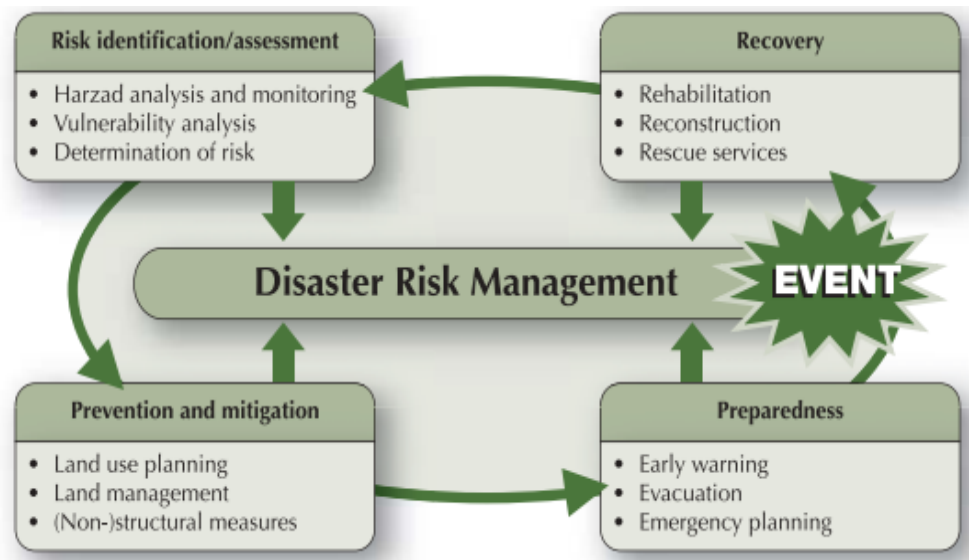 Risk identification/assessment
• Harzad analysis and monitoring
• Vulnerability analysis
• Determination of risk
Recovery
• Rehabilitation
• Reconstruction
• Rescue services
Disaster Risk Management
EVENT
Prevention and mitigation
• Land use planning
• Land management
• (Non-)structural measures
Preparedness
• Early warning
• Evacuation
• Emergency planning